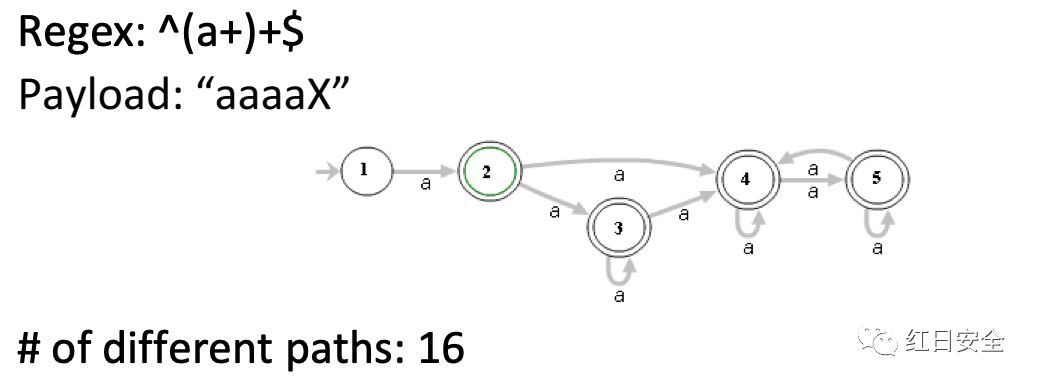 Regex: ^(a+)+$
Payload: “aaaaX”
1
a
2
a
a
3
a
a
4
a
a
a
5
a
# of different paths: 16
红日安全